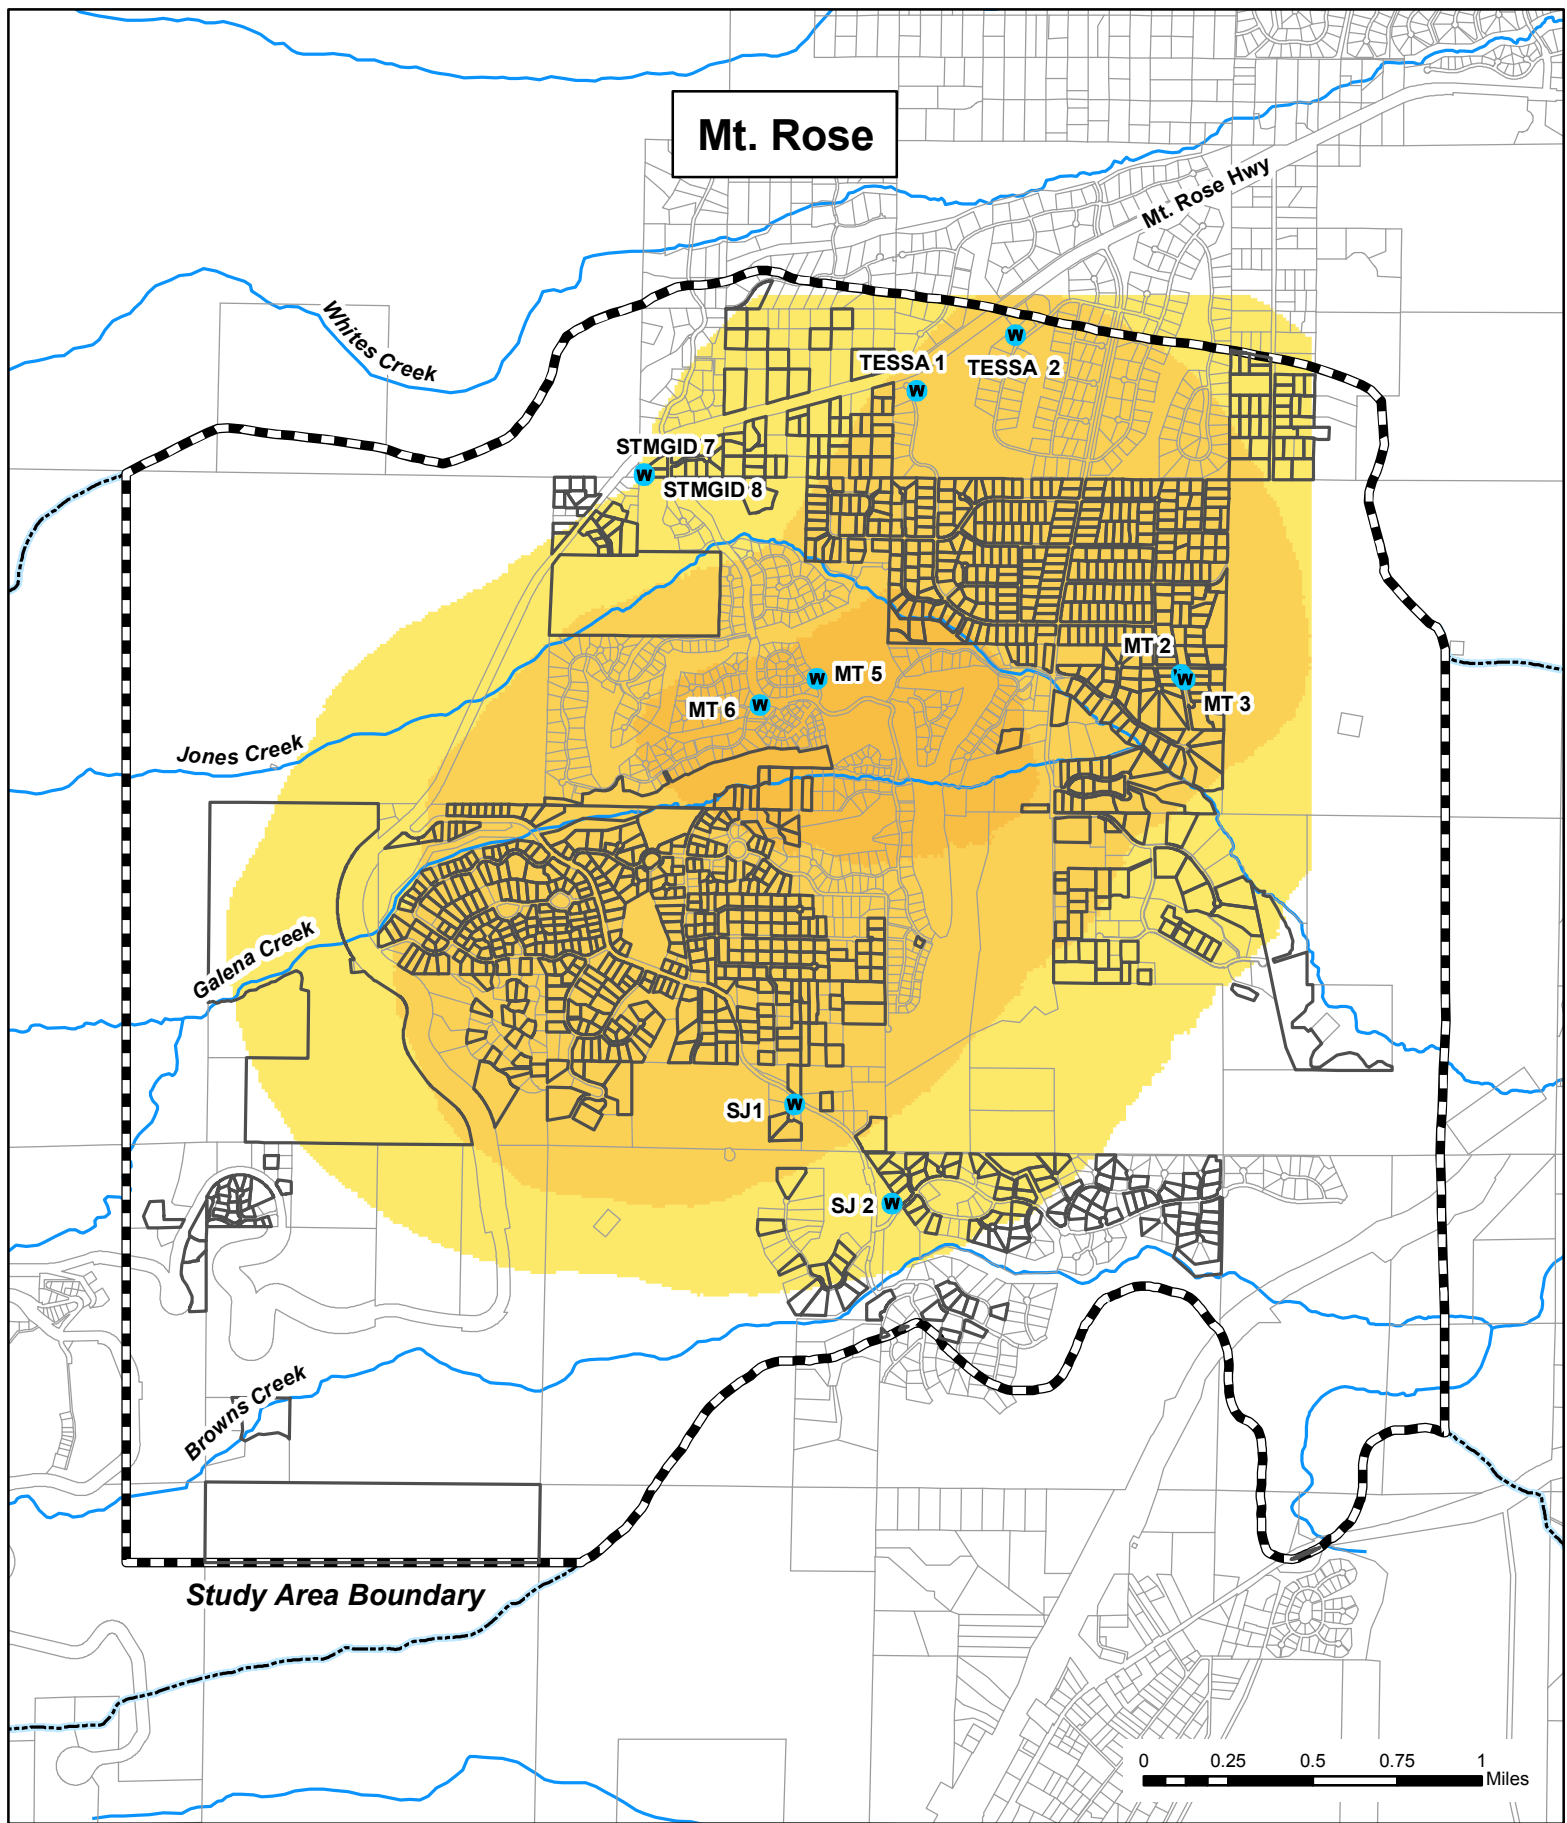 Mt. Rose
Mt. Rose Hwy
Whites Creek
TESSA 1
TESSA 2
W
W
STMGID 7
W
STMGID 8
MT 2
MT 5
W
W
MT 6
W
MT 3
Jones Creek
Galena Creek
SJ1
W
SJ 2
W
Browns Creek
Study Area Boundary
0 0.25 0.5 0.75 1
Miles